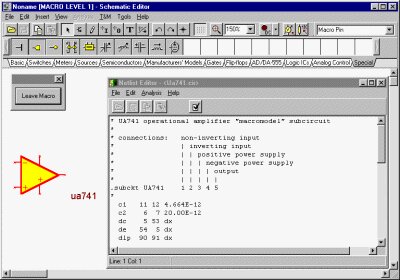 Noname [MACRO LEVEL 1] - Schematic Editor
File Edit Insert View Analysis T&M Tools Help
150%
Macro Pin
Basic Switches Meters Sources Semiconductors Manufacturers' Models Gates Flip-flops AD/DA-555 Logic ICs Analog Control Special
Leave Macro
Netlist Editor - (Ua741.cir)
File Edit Analysis Help
* UA741 operational amplifier "macromodel" subcircuit
*
* connections: non-inverting input
* | inverting input
* | | positive power supply
* | | | negative power supply
* | | | | output
* | | | | |
.subckt UA741 1 2 3 4 5
*
c1 11 12 4.664E-12
c2 6 7 20.00E-12
dc 5 53 dx
de 54 5 dx
dlp 90 91 dx
ua741
Line: 1 Col: 1